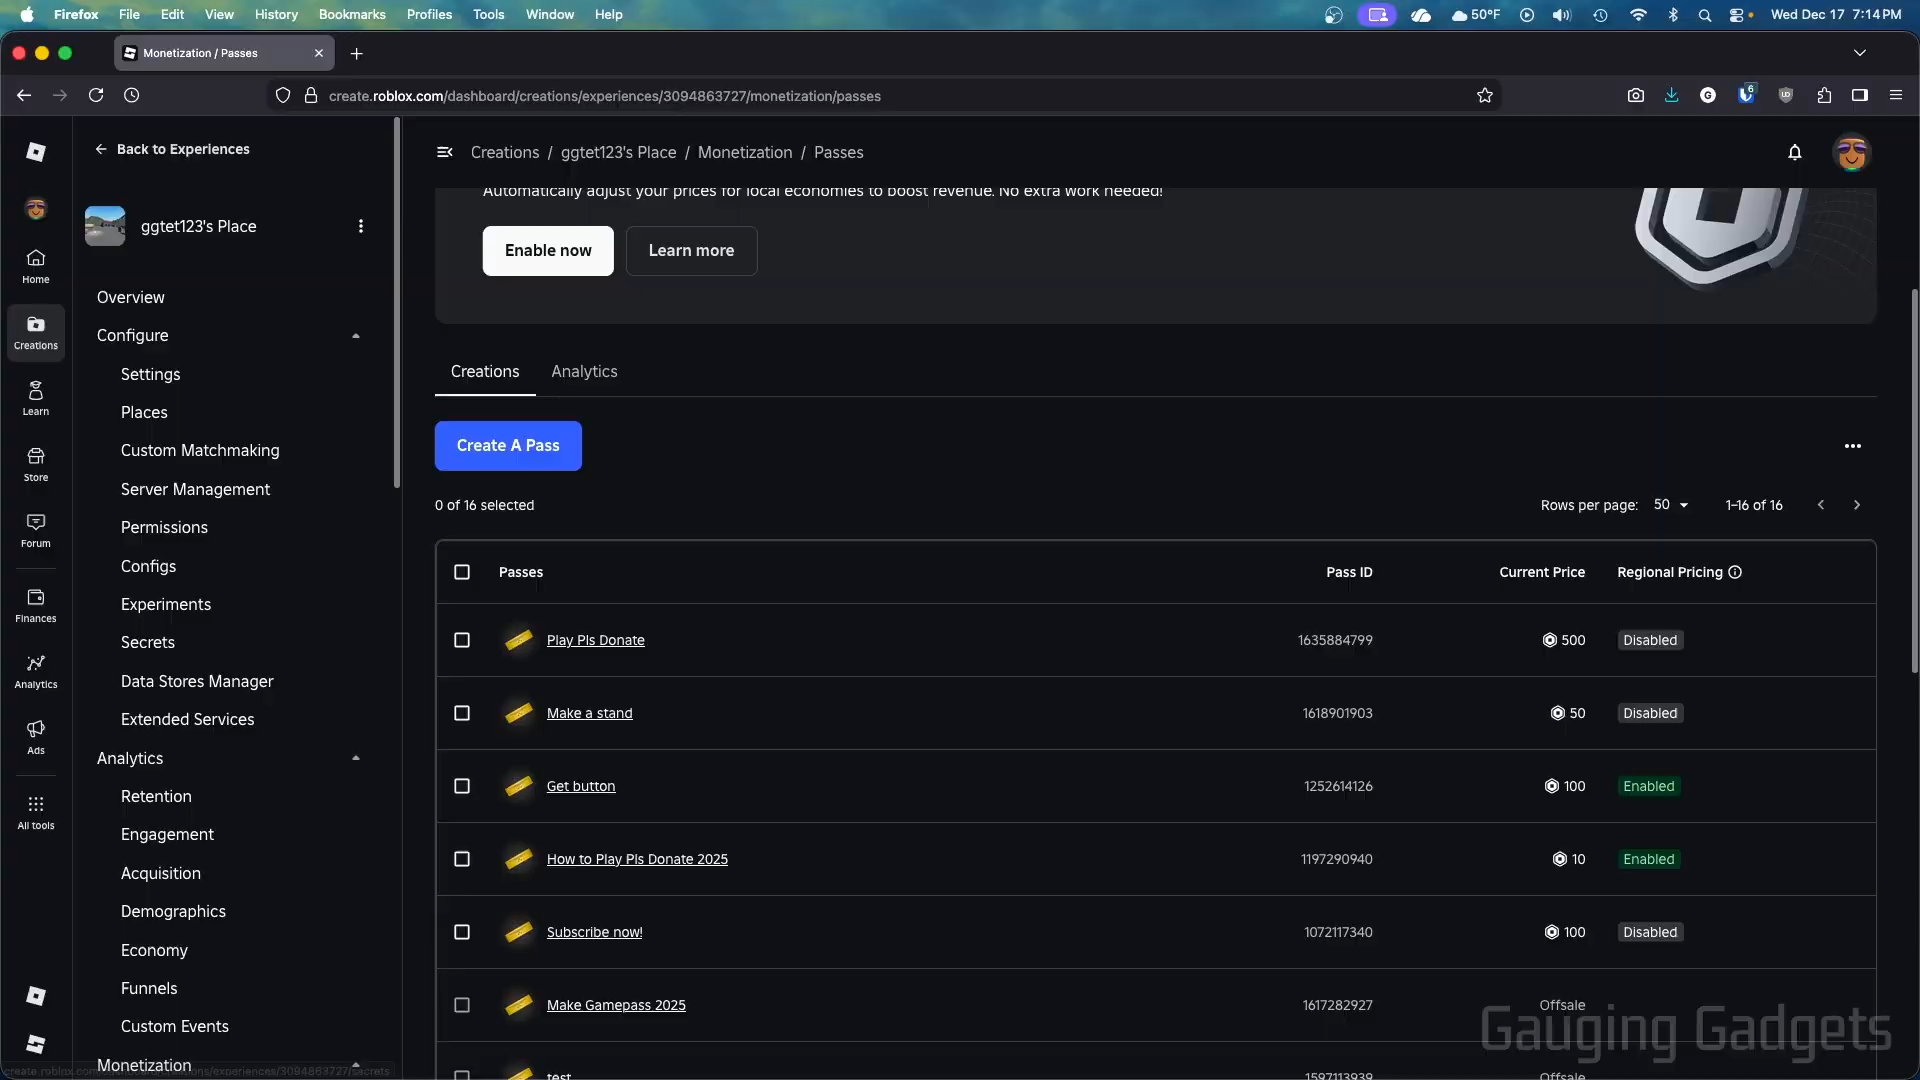 Firefox File Edit View History Bookmarks Profiles Tools Window Help
50°F Wed Dec 17 7:14 PM
Monetization / Passes
create.roblox.com/dashboard/creations/experiences/3094863727/monetization/passes
6
Home
Creations
Learn
Store
Forum
Finances
Analytics
Ads
All tools
Back to Experiences
ggtet123's Place
Overview
Configure
Settings
Places
Custom Matchmaking
Server Management
Permissions
Configs
Experiments
Secrets
Data Stores Manager
Extended Services
Analytics
Retention
Engagement
Acquisition
Demographics
Economy
Funnels
Custom Events
Monetization
Creations / ggtet123's Place / Monetization / Passes
Automatically adjust your prices for local economies to boost revenue. No extra work needed!
Enable now Learn more
Creations Analytics
Create A Pass
0 of 16 selected Rows per page: 50 1–16 of 16
Passes Pass ID Current Price Regional Pricing
Play Pls Donate 1635884799 500 Disabled
Make a stand 1618901903 50 Disabled
Get button 1252614126 100 Enabled
How to Play Pls Donate 2025 1197290940 10 Enabled
Subscribe now! 1072117340 100 Disabled
Make Gamepass 2025 1617282927 Offsale
test 1597113939 Offsale
Gauging Gadgets